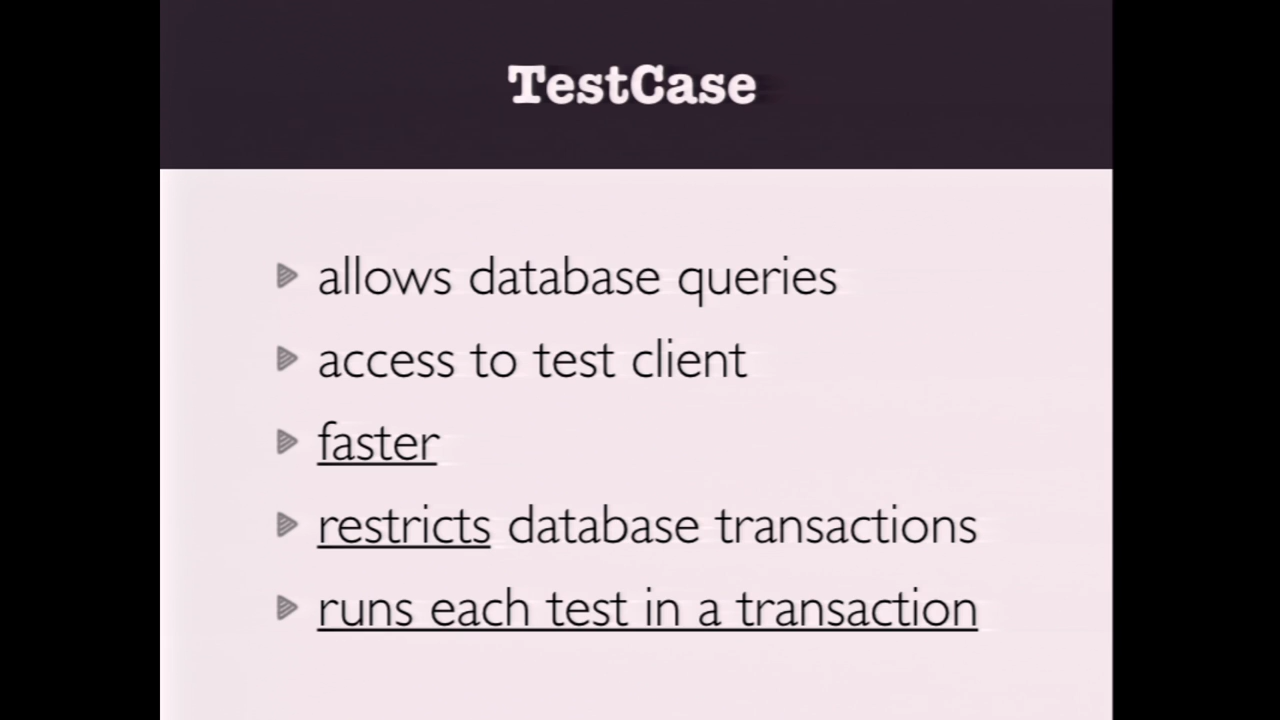 TestCase
allows database queries
access to test client
faster
restricts database transactions
runs each test in a transaction